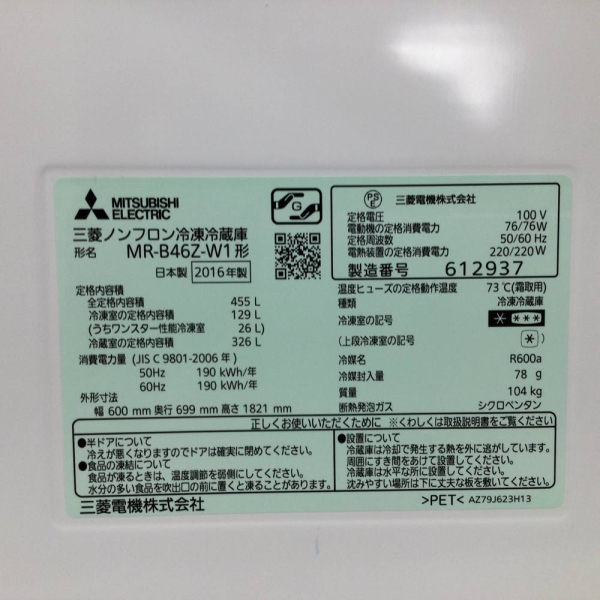 MITSUBISHI
ELECTRIC
G
三菱ノンフロン冷凍冷蔵庫
形名 MR-B46Z-W1形
日本製 2016年製
PSE
三菱電機株式会社
定格電圧 100 V
電動機の定格消費電力 76/76W
定格周波数 50/60 Hz
電熱装置の定格消費電力 220/220W
製造番号 612937
定格内容積
全定格内容積 455 L
冷凍室の定格内容積 129 L
(うちワンスター性能冷凍室 26 L)
冷蔵室の定格内容積 326 L
消費電力量 (JIS C 9801-2006 年)
50Hz 190 kWh/年
60Hz 190 kWh/年
外形寸法
幅 600 mm 奥行 699 mm 高さ 1821 mm
温度ヒューズの定格動作温度 73 ℃(霜取用)
種類 冷凍冷蔵庫
冷凍室の記号 * ***
(上段冷凍室の記号 * )
冷媒名 R600a
冷媒封入量 78 g
質量 104 kg
断熱発泡ガス シクロペンタン
正しくお使いいただくために ※くわしくは取扱説明書をご覧ください
●半ドアについて
冷えが悪くなりますのでドアは確実に閉めてください。
●食品の凍結について
食品が凍るときは、温度調節を弱側にしてください。
水分の多い食品を吹出口の前に置くと凍ることがあります。
●設置について
冷蔵庫は冷却で発生する熱を外に逃がしています。
周囲にすき間をあけて設置してください。
冷蔵庫は水平な所に設置してください。
沈みやすい場所は下に丈夫な板を敷いてください。
三菱電機株式会社
>PET< AZ79J623H13